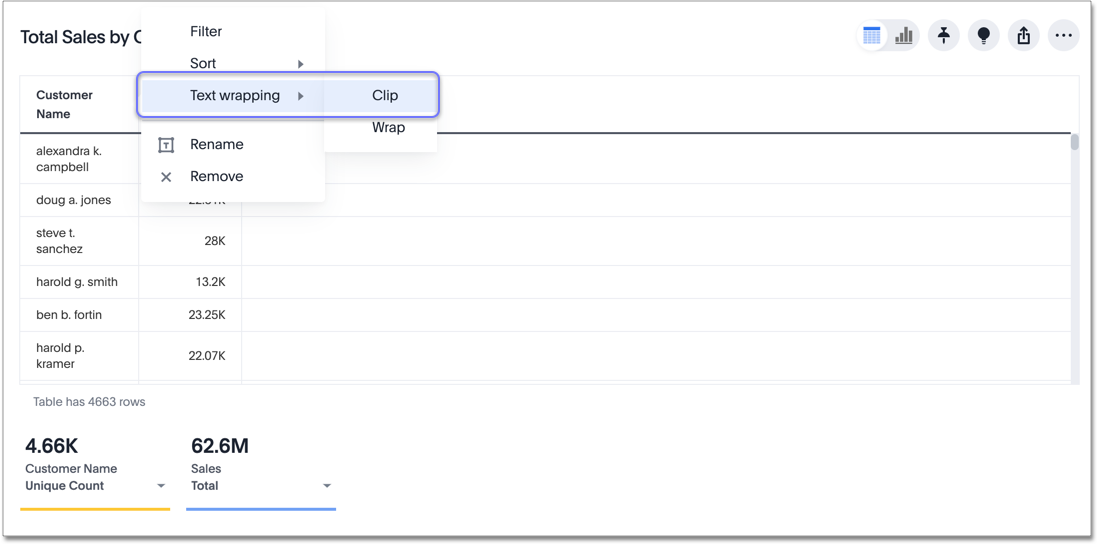 Total Sales by C
Filter
Sort
Text wrapping
Clip
Wrap
Rename
Remove
Customer
Name
alexandra k.
campbell
doug a. jones
steve t.
sanchez
28K
harold g. smith
13.2K
ben b. fortin
23.25K
harold p.
kramer
22.07K
Table has 4663 rows
4.66K
Customer Name
Unique Count
62.6M
Sales
Total